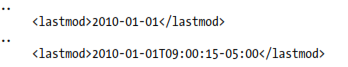 ..
<lastmod>2010-01-01</lastmod>
..
<lastmod>2010-01-01T09:00:15-05:00</lastmod>